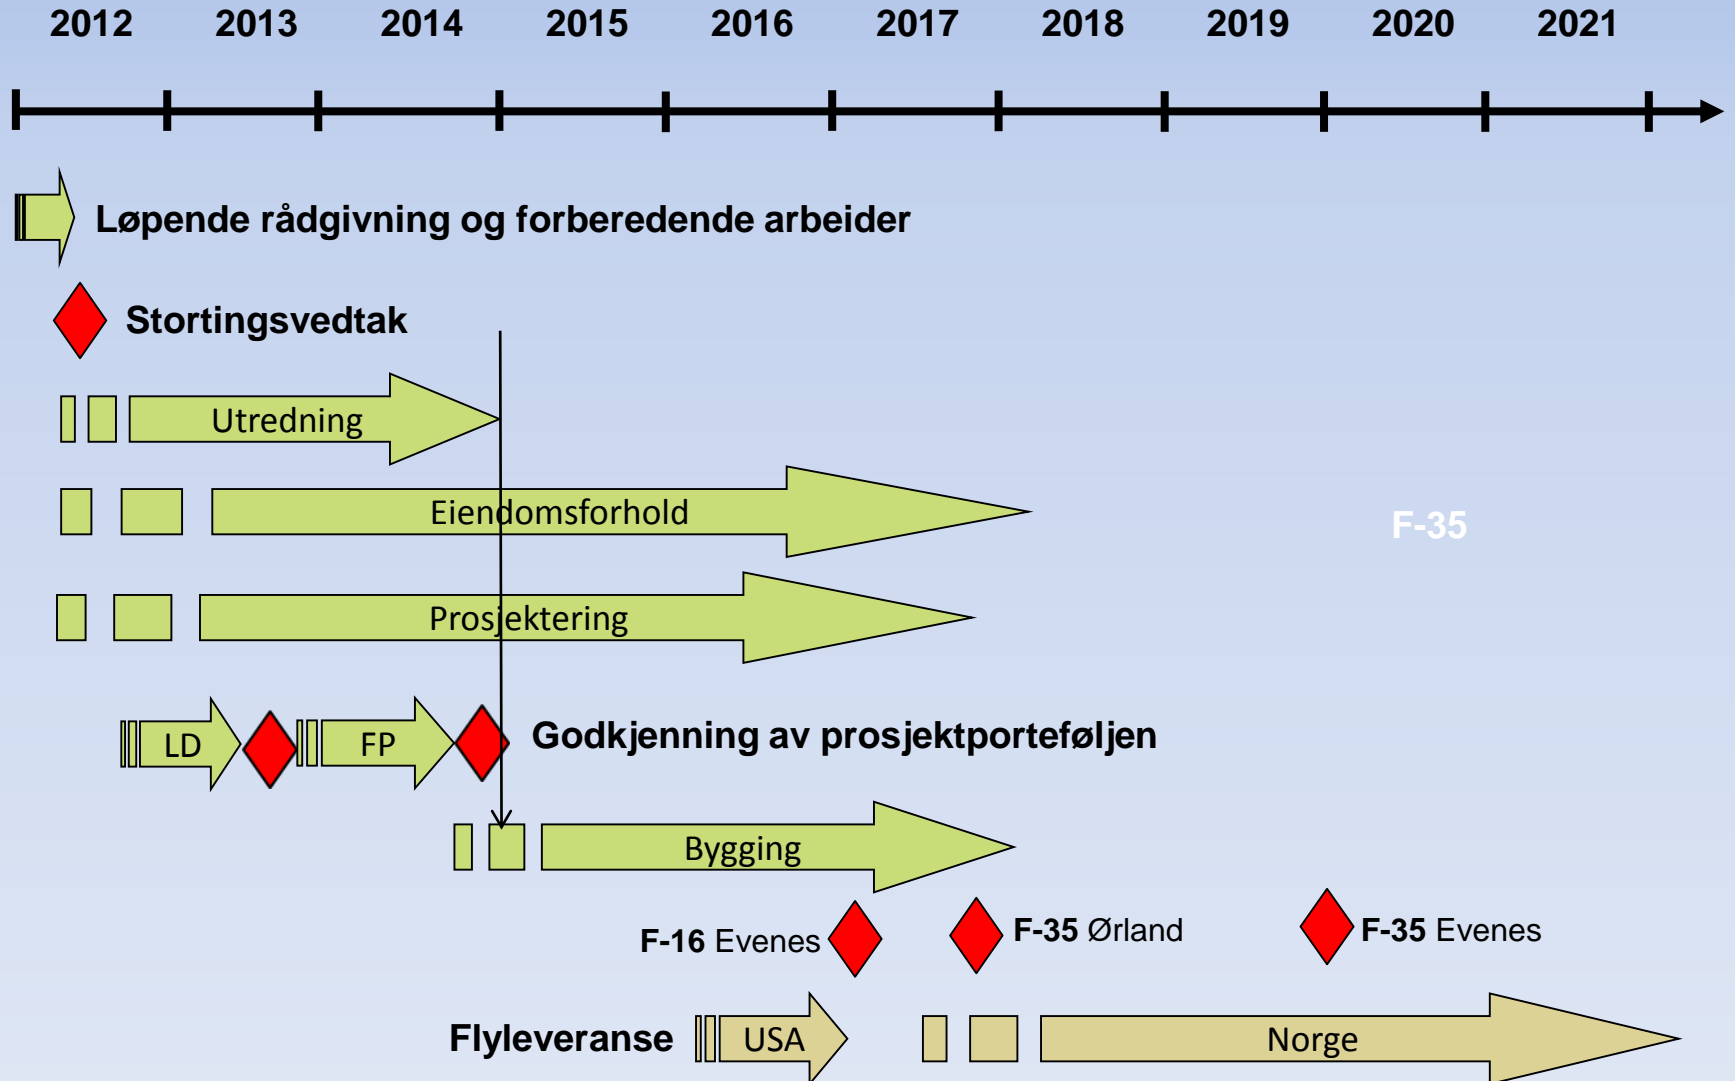 2012 2013 2014 2015 2016 2017 2018 2019 2020 2021
Løpende rådgivning og forberedende arbeider
Stortingsvedtak
Utredning
Eiendomsforhold
F-35
Prosjektering
LD FP Godkjenning av prosjektporteføljen
Bygging
F-16 Evenes F-35 Ørland F-35 Evenes
Flyleveranse USA Norge